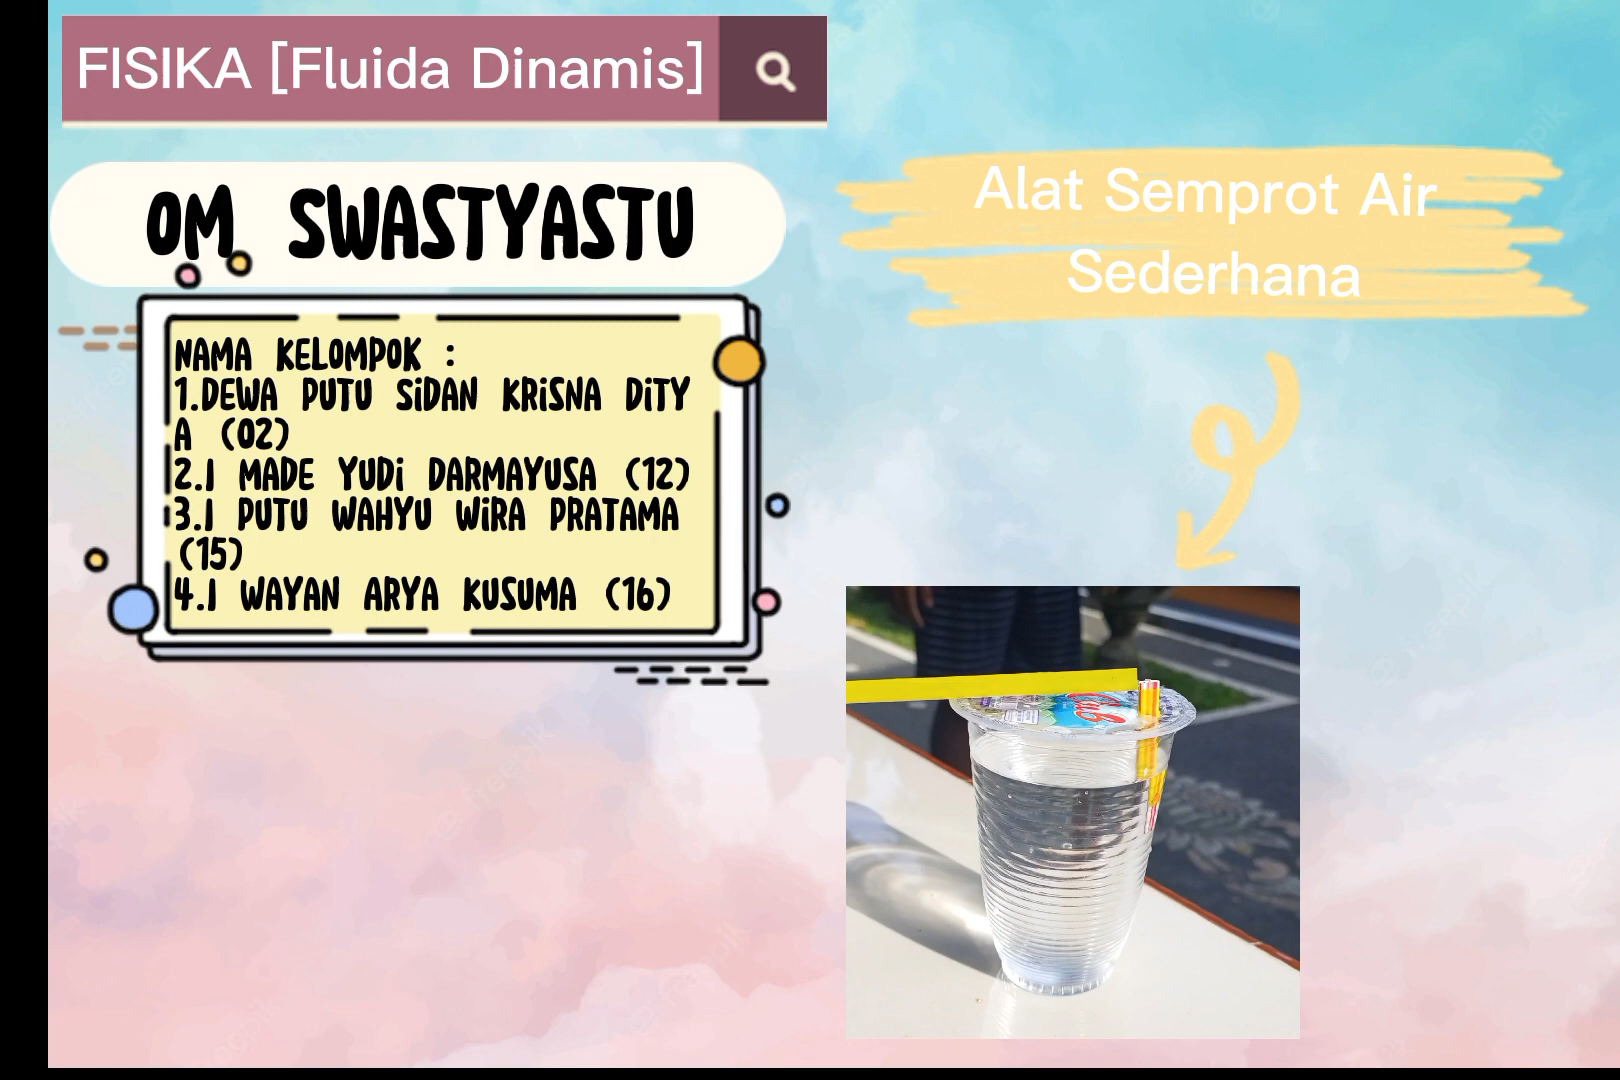 FISIKA [Fluida Dinamis]
OM SWASTYASTU
NAMA KELOMPOK :
1.DEWA PUTU SiDAN KRiSNA DiTY
A (02)
2.I MADE YUDi DARMAYUSA (12)
3.I PUTU WAHYU WiRA PRATAMA
(15)
4.I WAYAN ARYA KUSUMA (16)
Alat Semprot Air
Sederhana
Club